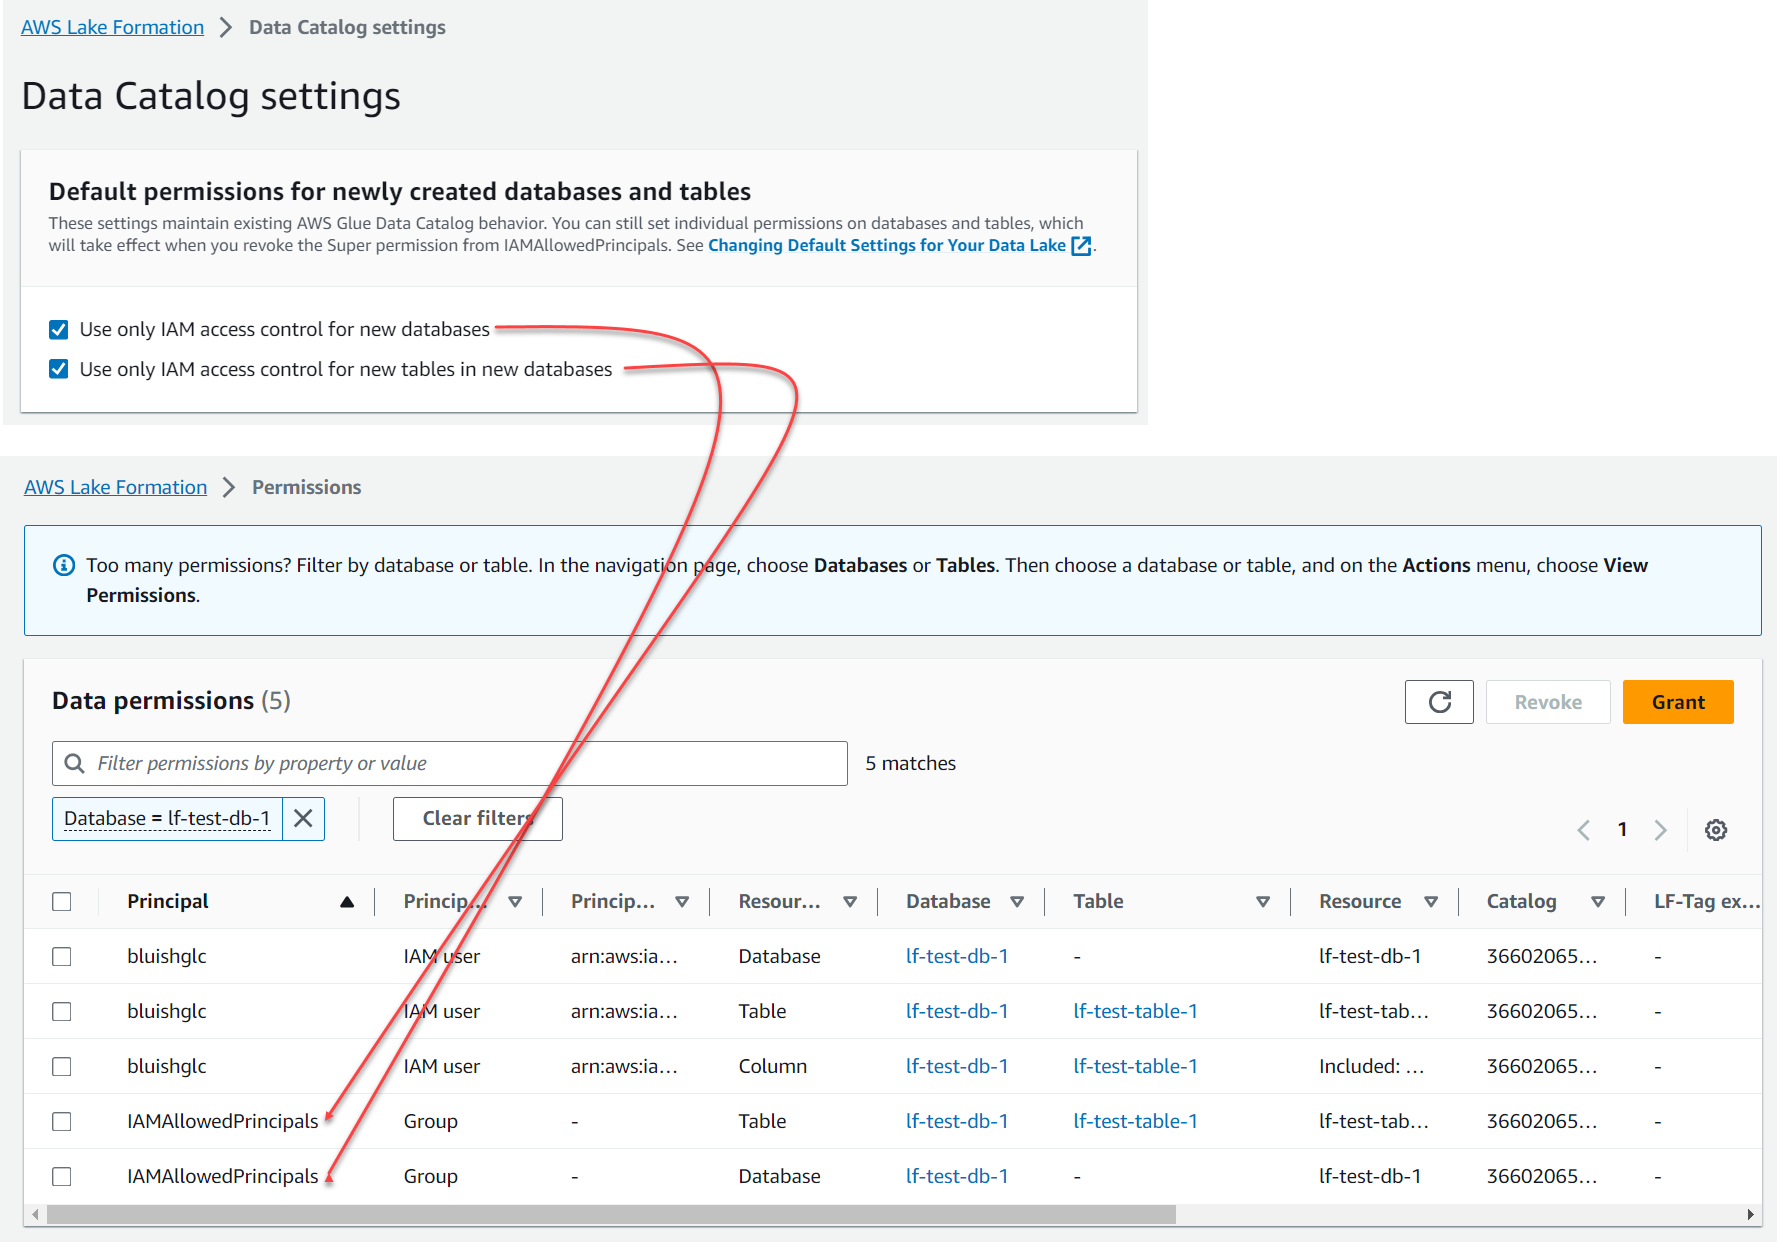 AWS Lake Formation > Data Catalog settings
Data Catalog settings
Default permissions for newly created databases and tables
These settings maintain existing AWS Glue Data Catalog behavior. You can still set individual permissions on databases and tables, which
will take effect when you revoke the Super permission from IAMAllowedPrincipals. See Changing Default Settings for Your Data Lake.
Use only IAM access control for new databases
Use only IAM access control for new tables in new databases
AWS Lake Formation > Permissions
Too many permissions? Filter by database or table. In the navigation page, choose Databases or Tables. Then choose a database or table, and on the Actions menu, choose View
Permissions.
Data permissions (5) Revoke Grant
Filter permissions by property or value 5 matches
Database = lf-test-db-1 Clear filters 1
Principal Princip... Princip... Resour... Database Table Resource Catalog LF-Tag ex...
bluishglc IAM user arn:aws:ia... Database lf-test-db-1 - lf-test-db-1 36602065... -
bluishglc IAM user arn:aws:ia... Table lf-test-db-1 lf-test-table-1 lf-test-tab... 36602065... -
bluishglc IAM user arn:aws:ia... Column lf-test-db-1 lf-test-table-1 Included: ... 36602065... -
IAMAllowedPrincipals Group - Table lf-test-db-1 lf-test-table-1 lf-test-tab... 36602065... -
IAMAllowedPrincipals Group - Database lf-test-db-1 - lf-test-db-1 36602065... -